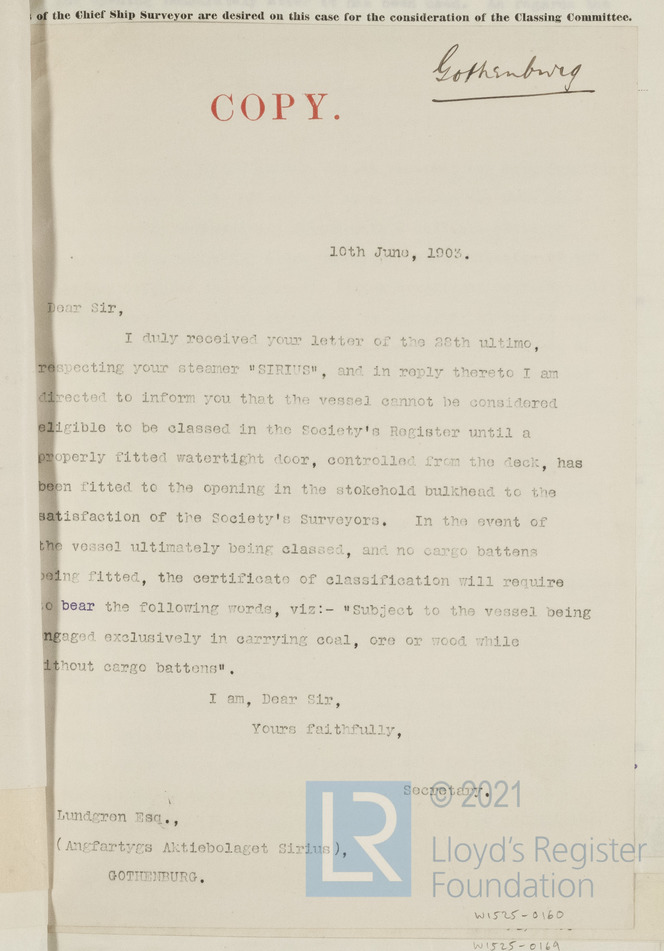 of the Chief Ship Surveyor are desired on this case for the consideration of the Classing Committee.
Gothenburg
COPY.
10th June, 1903.
Dear Sir,
I duly received your letter of the 28th ultimo,
respecting your steamer "SIRIUS", and in reply thereto I am
directed to inform you that the vessel cannot be considered
eligible to be classed in the Society's Register until a
properly fitted watertight door, controlled from the deck, has
been fitted to the opening in the stokehold bulkhead to the
satisfaction of the Society's Surveyors. In the event of
the vessel ultimately being classed, and no cargo battens
being fitted, the certificate of classification will require
to bear the following words, viz:- "Subject to the vessel being
ngaged exclusively in carrying coal, ore or wood while
ithout cargo battens".
I am, Dear Sir,
Yours faithfully,
Secretary.
Lundgren Esq.,
(Angfartygs Aktiebolaget Sirius),
GOTHENBURG.
LR
© 2021
Lloyd's Register
Foundation
W1525-0160
W1525-0169